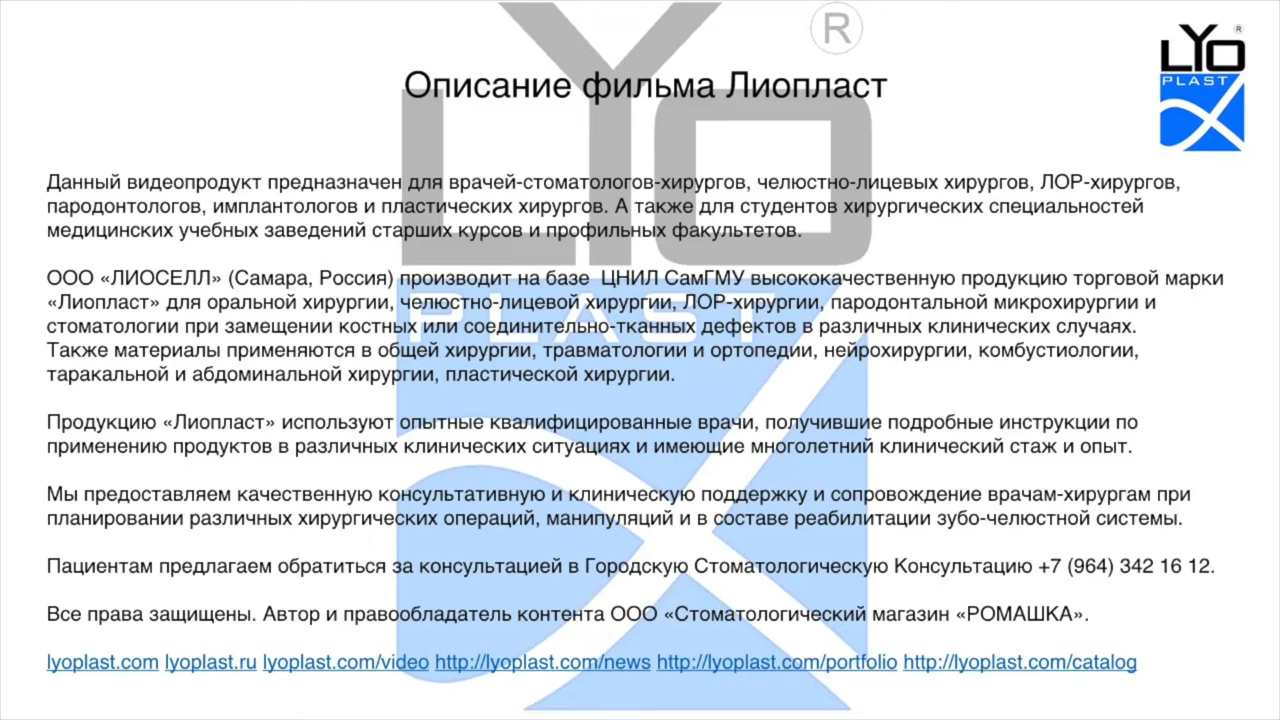 LYO
®
PLAST
Описание фильма Лиопласт
LYO
®
PLAST
Данный видеопродукт предназначен для врачей-стоматологов-хирургов, челюстно-лицевых хирургов, ЛОР-хирургов,
пародонтологов, имплантологов и пластических хирургов. А также для студентов хирургических специальностей
медицинских учебных заведений старших курсов и профильных факультетов.
ООО «ЛИОСЕЛЛ» (Самара, Россия) производит на базе  ЦНИЛ СамГМУ высококачественную продукцию торговой марки
«Лиопласт» для оральной хирургии, челюстно-лицевой хирургии, ЛОР-хирургии, пародонтальной микрохирургии и
стоматологии при замещении костных или соединительно-тканных дефектов в различных клинических случаях.
Также материалы применяются в общей хирургии, травматологии и ортопедии, нейрохирургии, комбустиологии,
таракальной и абдоминальной хирургии, пластической хирургии.
Продукцию «Лиопласт» используют опытные квалифицированные врачи, получившие подробные инструкции по
применению продуктов в различных клинических ситуациях и имеющие многолетний клинический стаж и опыт.
Мы предоставляем качественную консультативную и клиническую поддержку и сопровождение врачам-хирургам при
планировании различных хирургических операций, манипуляций и в составе реабилитации зубо-челюстной системы.
Пациентам предлагаем обратиться за консультацией в Городскую Стоматологическую Консультацию +7 (964) 342 16 12.
Все права защищены. Автор и правообладатель контента ООО «Стоматологический магазин «РОМАШКА».
lyoplast.com lyoplast.ru lyoplast.com/video http://lyoplast.com/news http://lyoplast.com/portfolio http://lyoplast.com/catalog